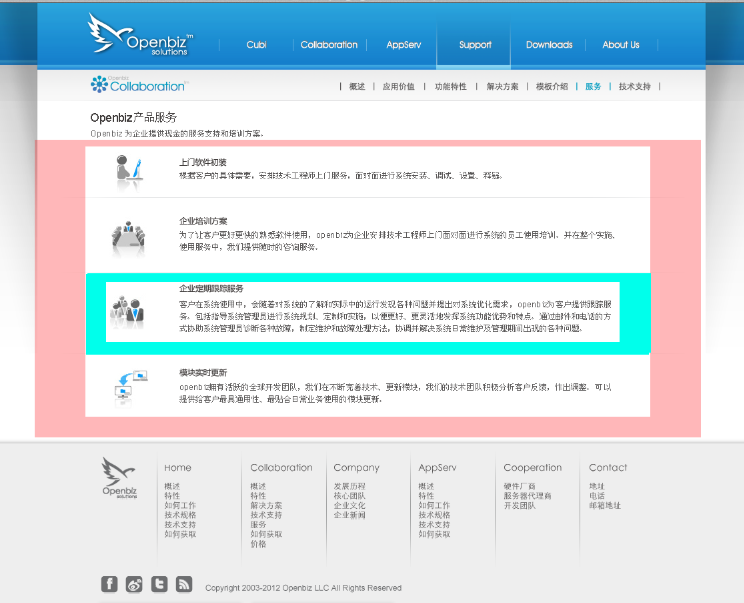 Openbiz™
solutions
Cubi
Collaboration
AppServ
Support
Downloads
About Us
Openbiz
Collaboration™
概述
应用价值
功能特性
解决方案
模板介绍
服务
技术支持
Openbiz产品服务
Openbiz 为企业提供现金的服务支持和培训方案。
上门软件初装
根据客户的具体需要，安排技术工程师上门服务，面对面进行系统安装、调试、设置、释疑。
企业培训方案
为了让客户更好更快的熟悉软件使用，openbiz为企业安排技术工程师上门面对面进行系统的员工使用培训，并在整个实施、
使用服务中，我们提供随时的咨询服务。
企业定期跟踪服务
客户在系统使用中，会随着对系统的了解和实际中的运行发现各种问题并提出对系统优化需求，openbiz为客户提供跟踪服
务，包括指导系统管理员进行系统规划、定制和实施，以便更好、更灵活地发挥系统功能优势和特点，通过邮件和电话的方
式协助系统管理员诊断各种故障，制定维护和故障处理方法，协调并解决系统日常维护及管理期间出现的各种问题。
模块实时更新
openbiz拥有活跃的全球开发团队，我们在不断完善技术、更新模块，我们的技术团队积极分析客户反馈，作出调整，可以
提供给客户最具通用性、最贴合日常业务使用的模块更新。
Openbiz
solutions
Home
概述
特性
如何工作
技术规格
技术支持
如何获取
Collaboration
概述
特性
解决方案
技术支持
服务
如何获取
价格
Company
发展历程
核心团队
企业文化
企业新闻
AppServ
概述
特性
如何工作
技术规格
技术支持
如何获取
Cooperation
硬件厂商
服务器代理商
开发团队
Contact
地址
电话
邮箱地址
Copyright 2003-2012 Openbiz LLC All Rights Reserved